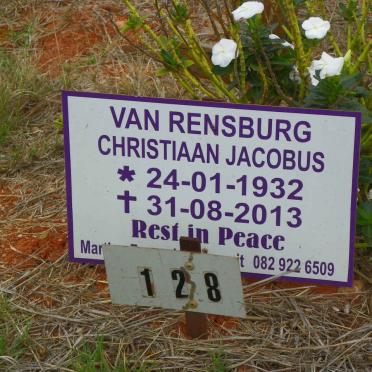 VAN RENSBURG
CHRISTIAAN JACOBUS
* 24-01-1932
† 31-08-2013
Rest in Peace
082 922 6509
128